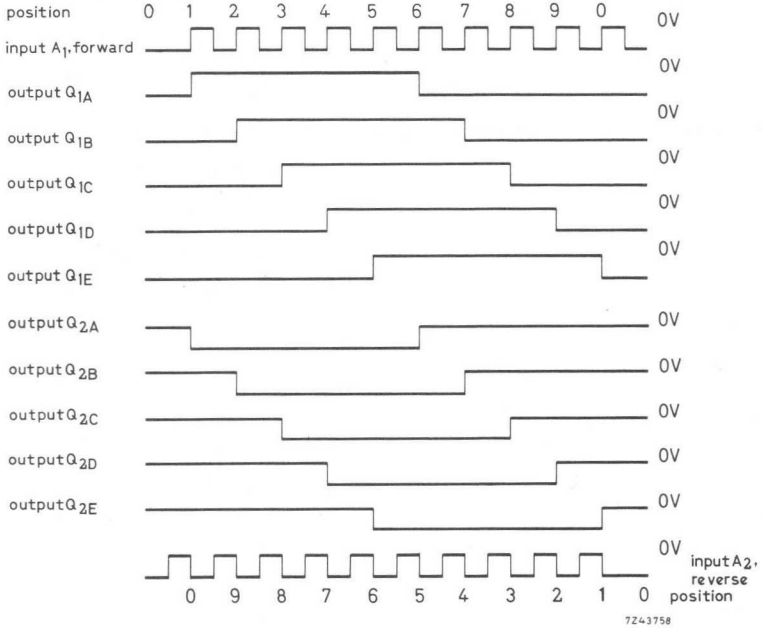 position 0 1 2 3 4 5 6 7 8 9 0 0V
input A1, forward
output Q1A 0V
output Q1B 0V
output Q1C 0V
output Q1D 0V
output Q1E 0V
output Q2A 0V
output Q2B 0V
output Q2C 0V
output Q2D 0V
output Q2E 0V
0V
input A2,
reverse
0 9 8 7 6 5 4 3 2 1 0 position
7Z43758